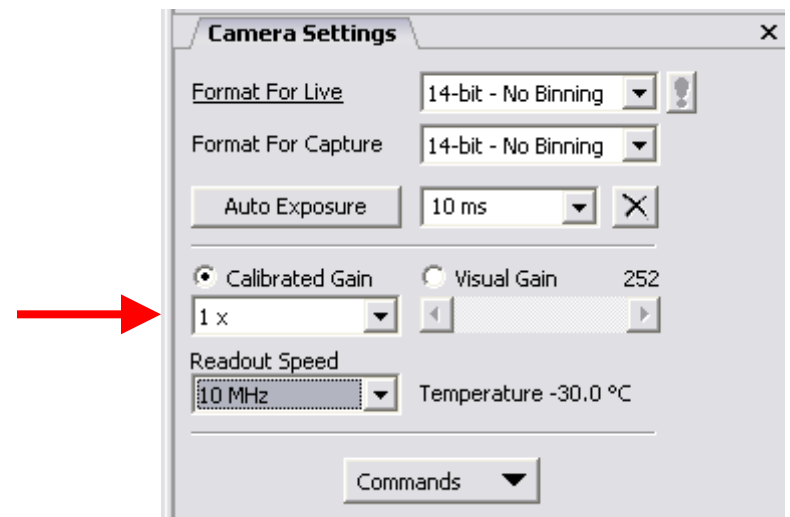 Camera Settings
Format For Live 14-bit - No Binning
Format For Capture 14-bit - No Binning
Auto Exposure 10 ms
Calibrated Gain Visual Gain 252
1 x
Readout Speed
10 MHz Temperature -30.0 °C
Commands